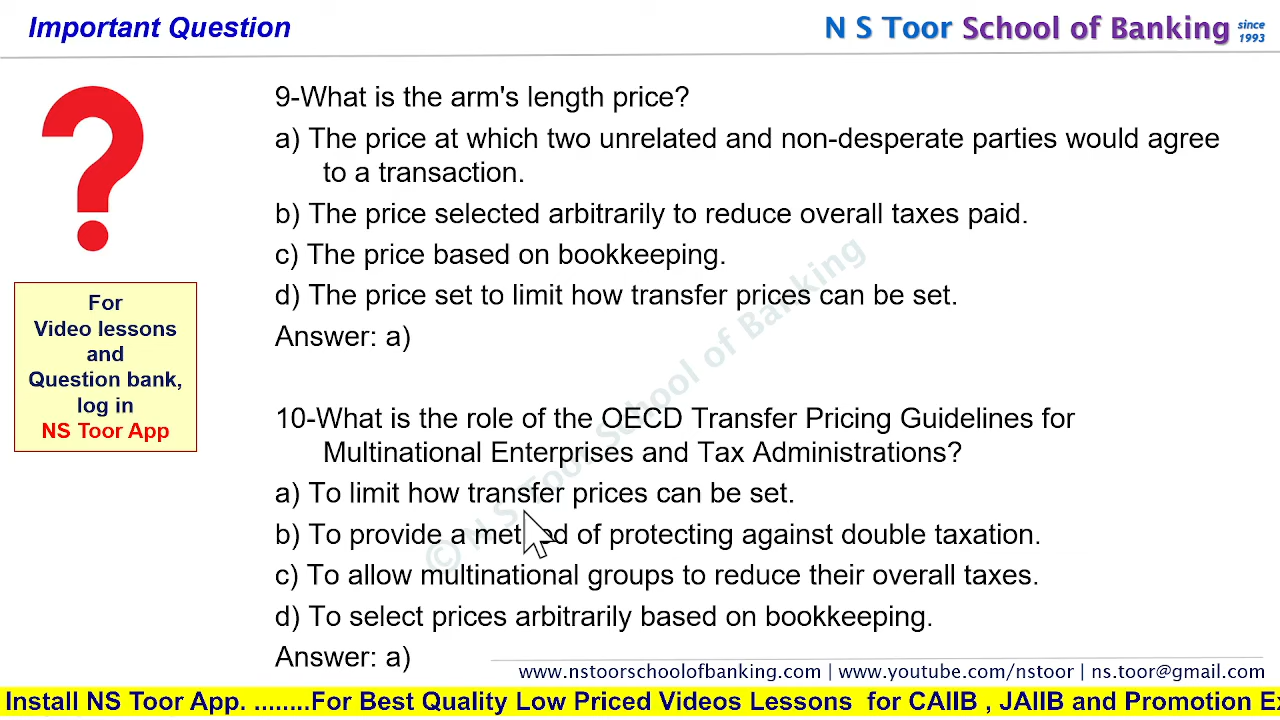 Important Question
N S Toor School of Banking since 1993
9-What is the arm's length price?
a) The price at which two unrelated and non-desperate parties would agree
to a transaction.
b) The price selected arbitrarily to reduce overall taxes paid.
c) The price based on bookkeeping.
d) The price set to limit how transfer prices can be set.
Answer: a)
10-What is the role of the OECD Transfer Pricing Guidelines for
Multinational Enterprises and Tax Administrations?
a) To limit how transfer prices can be set.
b) To provide a method of protecting against double taxation.
c) To allow multinational groups to reduce their overall taxes.
d) To select prices arbitrarily based on bookkeeping.
Answer: a)
For
Video lessons
and
Question bank,
log in
NS Toor App
© N S Toor School of Banking
www.nstoorschoolofbanking.com | www.youtube.com/nstoor | ns.toor@gmail.com
Install NS Toor App. ........For Best Quality Low Priced Videos Lessons for CAIIB , JAIIB and Promotion Ex